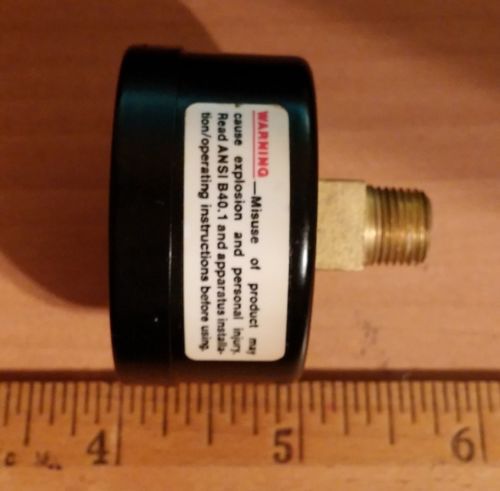 WARNING—Misuse of product may
cause explosion and personal injury.
Read ANSI B40.1 and apparatus installa-
tion/operating instructions before using.
4 5 6